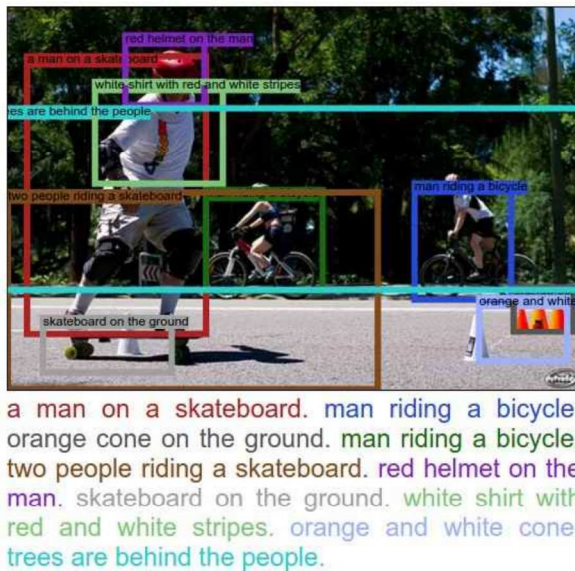 red helmet on the man
a man on a skateboard
white shirt with red and white stripes
ees are behind the people
two people riding a skateboard
man riding a bicycle
orange and white
skateboard on the ground
a man on a skateboard. man riding a bicycle
orange cone on the ground. man riding a bicycle
two people riding a skateboard. red helmet on the
man. skateboard on the ground. white shirt with
red and white stripes. orange and white cone
trees are behind the people.